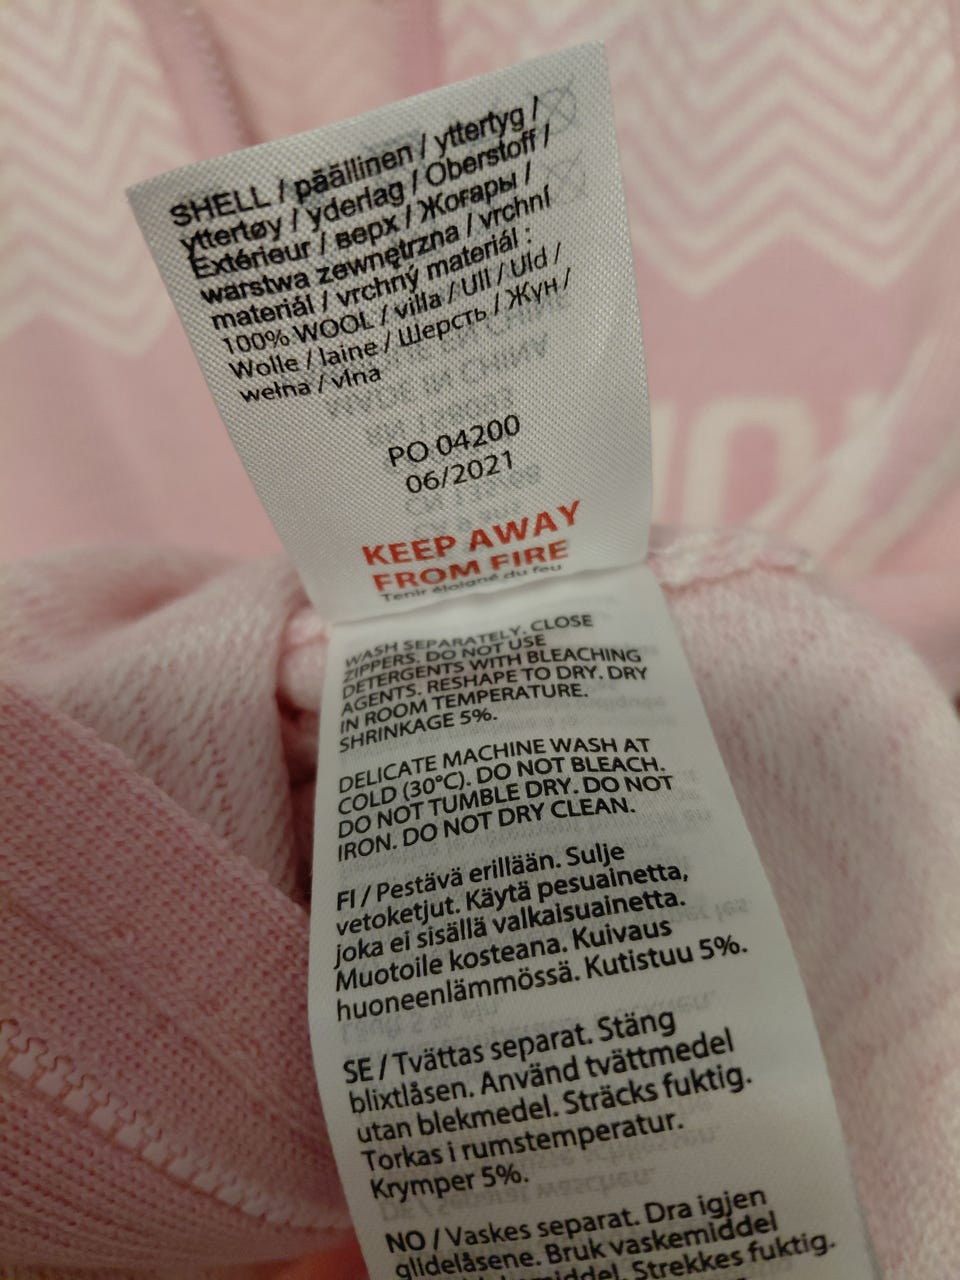 SHELL / päällinen / yttertyg /
yttertøy / yderlag / Oberstoff /
Extérieur / верх / Жоғары /
warstwa zewnętrzna / vrchní
materiál / vrchný materiál :
100% WOOL / villa / Ull / Uld /
Wolle / laine / Шерсть / Жүн /
wełna / vlna
PO 04200
06/2021
KEEP AWAY
FROM FIRE
Tenir éloigné du feu
WASH SEPARATELY. CLOSE
ZIPPERS. DO NOT USE
DETERGENTS WITH BLEACHING
AGENTS. RESHAPE TO DRY. DRY
IN ROOM TEMPERATURE.
SHRINKAGE 5%.
DELICATE MACHINE WASH AT
COLD (30°C). DO NOT BLEACH.
DO NOT TUMBLE DRY. DO NOT
IRON. DO NOT DRY CLEAN.
FI / Pestävä erillään. Sulje
vetoketjut. Käytä pesuainetta,
joka ei sisällä valkaisuainetta.
Muotoile kosteana. Kuivaus
huoneenlämmössä. Kutistuu 5%.
SE / Tvättas separat. Stäng
blixtlåsen. Använd tvättmedel
utan blekmedel. Sträcks fuktig.
Torkas i rumstemperatur.
Krymper 5%.
NO / Vaskes separat. Dra igjen
glidelåsene. Bruk vaskemiddel
Strekkes fuktig.